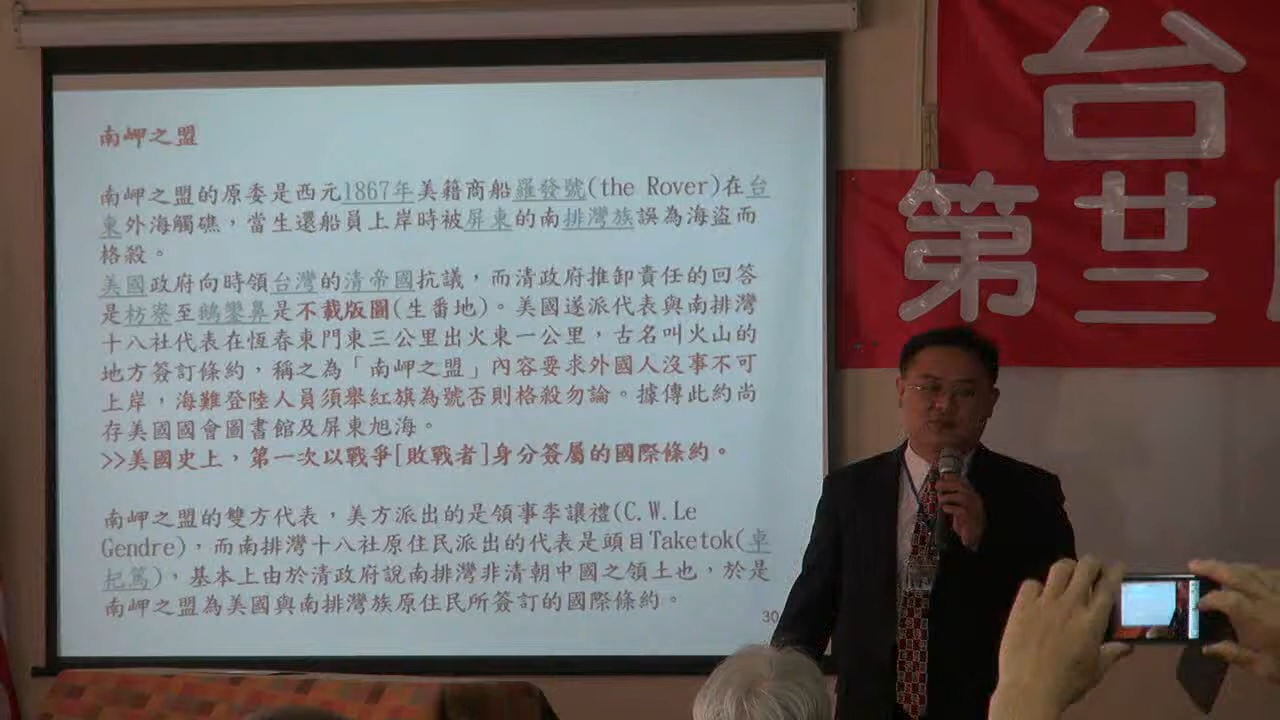 南岬之盟
南岬之盟的原委是西元1867年美籍商船羅發號(the Rover)在台
東外海觸礁，當生還船員上岸時被屏東的南排灣族誤為海盜而
格殺。
美國政府向時領台灣的清帝國抗議，而清政府推卸責任的回答
是枋寮至鵝鑾鼻是不載版圖(生番地)。美國遂派代表與南排灣
十八社代表在恆春東門東三公里出火東一公里，古名叫火山的
地方簽訂條約，稱之為「南岬之盟」內容要求外國人沒事不可
上岸，海難登陸人員須舉紅旗為號否則格殺勿論。據傳此約尚
存美國國會圖書館及屏東旭海。
>>美國史上，第一次以戰爭[敗戰者]身分簽屬的國際條約。
南岬之盟的雙方代表，美方派出的是領事李讓禮(C.W.Le
Gendre)，而南排灣十八社原住民派出的代表是頭目Taketok(卓
杞篤)，基本上由於清政府說南排灣非清朝中國之領土也，於是
南岬之盟為美國與南排灣族原住民所簽訂的國際條約。
30
台
第廿二